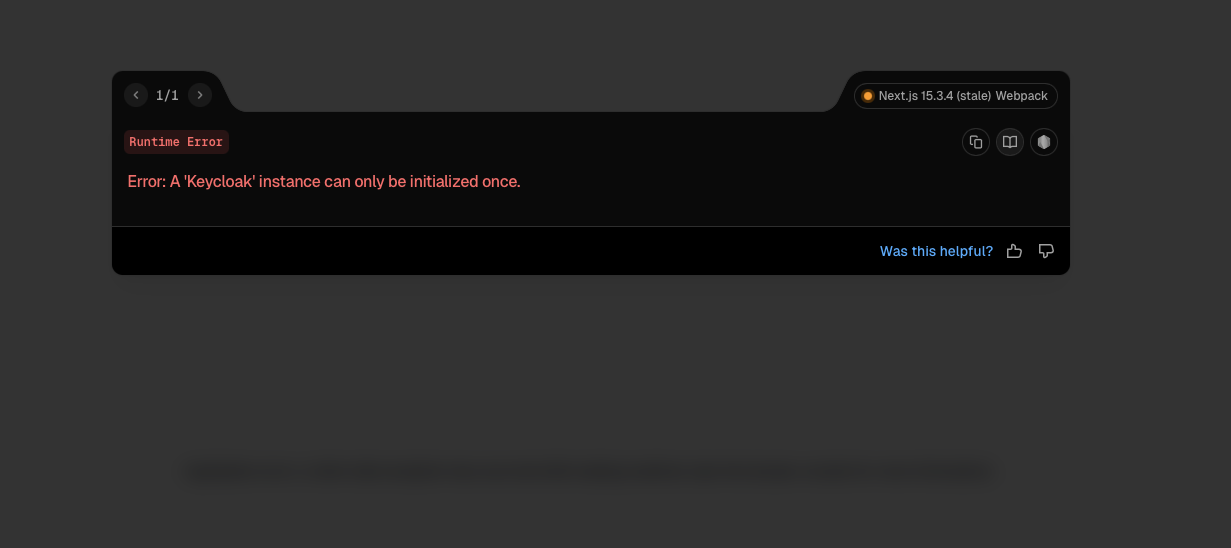 1/1
Next.js 15.3.4 (stale) Webpack
Runtime Error
Error: A 'Keycloak' instance can only be initialized once.
Was this helpful?